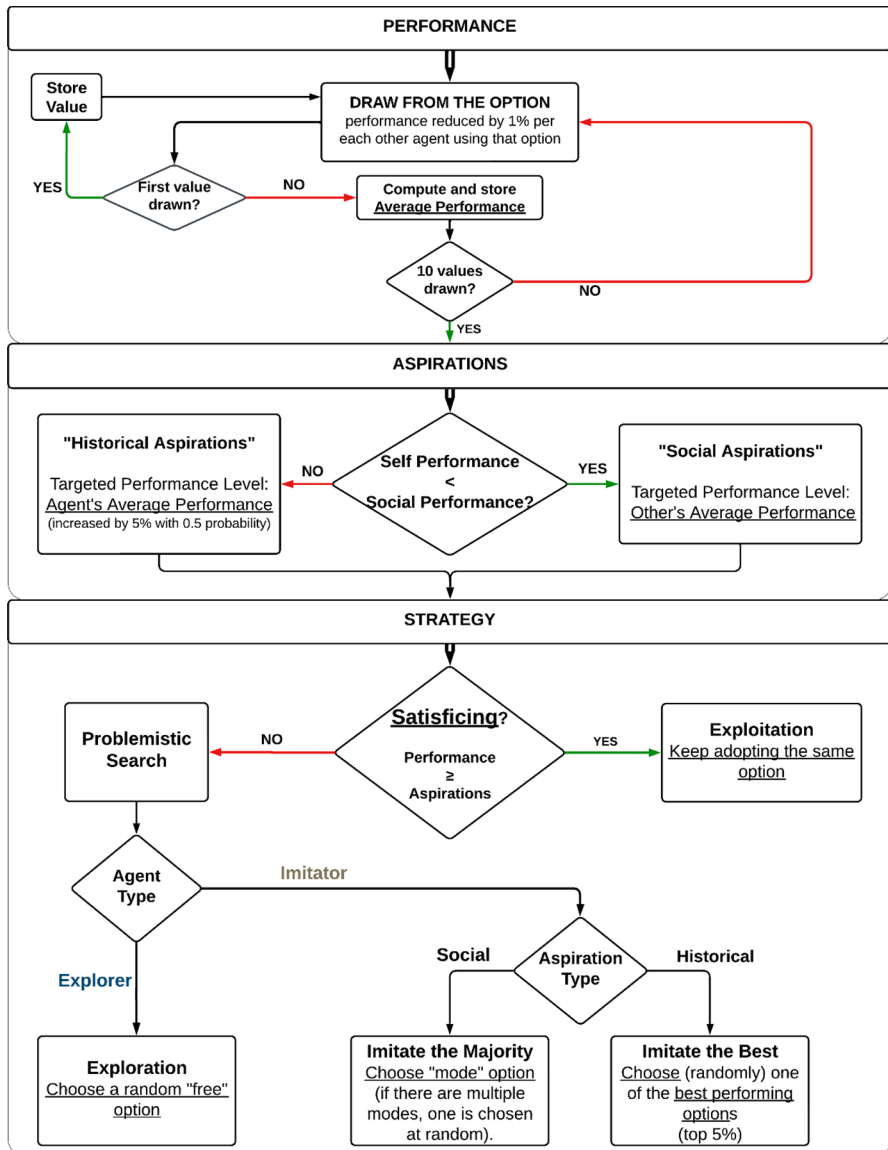 PERFORMANCE
Store
Value
DRAW FROM THE OPTION
performance reduced by 1% per
each other agent using that option
YES
First value
drawn?
NO
Compute and store
Average Performance
10 values
drawn?
NO
YES
ASPIRATIONS
"Historical Aspirations"
Targeted Performance Level:
Agent's Average Performance
(increased by 5% with 0.5 probability)
NO
Self Performance
<
Social Performance?
YES
"Social Aspirations"
Targeted Performance Level:
Other's Average Performance
STRATEGY
Problemistic
Search
NO
Satisficing?
Performance
≥
Aspirations
YES
Exploitation
Keep adopting the same
option
Agent
Type
Imitator
Explorer
Social
Aspiration
Type
Historical
Exploration
Choose a random "free"
option
Imitate the Majority
Choose "mode" option
(if there are multiple
modes, one is chosen
at random).
Imitate the Best
Choose (randomly) one
of the best performing
options
(top 5%)